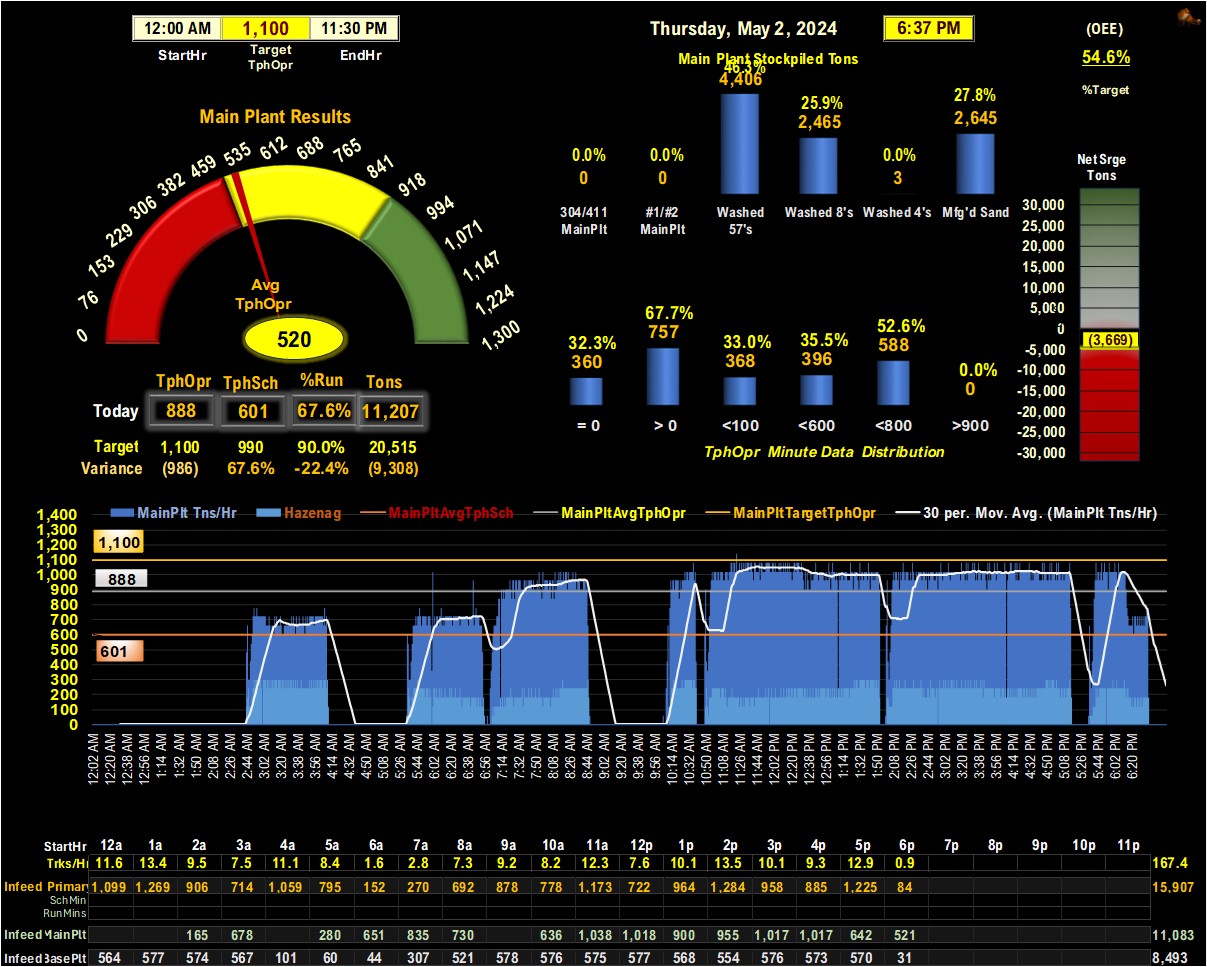 12:00 AM 1,100 11:30 PM
StartHr Target TphOpr EndHr
Thursday, May 2, 2024 6:37 PM
(OEE)
54.6%
%Target
Main Plant Stockpiled Tons
46.3% 25.9% 0.0% 27.8%
4,406 2,465 3 2,645
0.0% 0.0%
0 0
304/411 MainPlt
#1/#2 MainPlt
Washed 57's
Washed 8's
Washed 4's
Mfg'd Sand
Main Plant Results
0 76 153 229 306 382 459 535 612 688 765 841 918 994 1,071 1,147 1,224 1,300
Avg
TphOpr
520
TphOpr TphSch %Run Tons
Today 888 601 67.6% 11,207
Target 1,100 990 90.0% 20,515
Variance (986) 67.6% -22.4% (9,308)
32.3% 67.7% 33.0% 35.5% 52.6% 0.0%
360 757 368 396 588 0
= 0 > 0 <100 <600 <800 >900
TphOpr Minute Data Distribution
Net Srge
Tons
30,000
25,000
20,000
15,000
10,000
5,000
0
(3,669)
-5,000
-10,000
-15,000
-20,000
-25,000
-30,000
MainPlt Tns/Hr Hazenag MainPltAvgTphSch MainPltAvgTphOpr MainPltTargetTphOpr 30 per. Mov. Avg. (MainPlt Tns/Hr)
1,400
1,300
1,200
1,100
1,000
900
800
700
600
500
400
300
200
100
0
1,100
888
601
12:02 AM 12:20 AM 12:38 AM 12:56 AM 1:14 AM 1:32 AM 1:50 AM 2:08 AM 2:26 AM 2:44 AM 3:02 AM 3:20 AM 3:38 AM 3:56 AM 4:14 AM 4:32 AM 4:50 AM 5:08 AM 5:26 AM 5:44 AM 6:02 AM 6:20 AM 6:38 AM 6:56 AM 7:14 AM 7:32 AM 7:50 AM 8:08 AM 8:26 AM 8:44 AM 9:02 AM 9:20 AM 9:38 AM 9:56 AM 10:14 AM 10:32 AM 10:50 AM 11:08 AM 11:26 AM 11:44 AM 12:02 PM 12:20 PM 12:38 PM 12:56 PM 1:14 PM 1:32 PM 1:50 PM 2:08 PM 2:26 PM 2:44 PM 3:02 PM 3:20 PM 3:38 PM 3:56 PM 4:14 PM 4:32 PM 4:50 PM 5:08 PM 5:26 PM 5:44 PM 6:02 PM 6:20 PM
StartHr 12a 1a 2a 3a 4a 5a 6a 7a 8a 9a 10a 11a 12p 1p 2p 3p 4p 5p 6p 7p 8p 9p 10p 11p
Trks/Hr 11.6 13.4 9.5 7.5 11.1 8.4 1.6 2.8 7.3 9.2 8.2 12.3 7.6 10.1 13.5 10.1 9.3 12.9 0.9 167.4
Infeed Primary 1,099 1,269 906 714 1,059 795 152 270 692 878 778 1,173 722 964 1,284 958 885 1,225 84 15,907
SchMin
RunMins
Infeed MainPlt 165 678 280 651 835 730 636 1,038 1,018 900 955 1,017 1,017 642 521 11,083
Infeed BasePlt 564 577 574 567 101 60 44 307 521 578 576 575 577 568 554 576 573 570 31 8,493